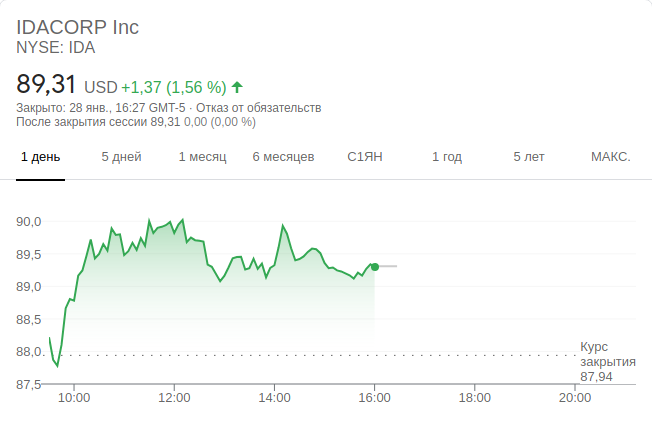 IDACORP Inc
NYSE: IDA
89,31 USD +1,37 (1,56 %)
Закрыто: 28 янв., 16:27 GMT-5 · Отказ от обязательств
После закрытия сессии 89,31 0,00 (0,00 %)
1 день 5 дней 1 месяц 6 месяцев С1ЯН 1 год 5 лет МАКС.
90,0
89,5
89,0
88,5
88,0
87,5
Курс
закрытия
87,94
10:00 12:00 14:00 16:00 18:00 20:00